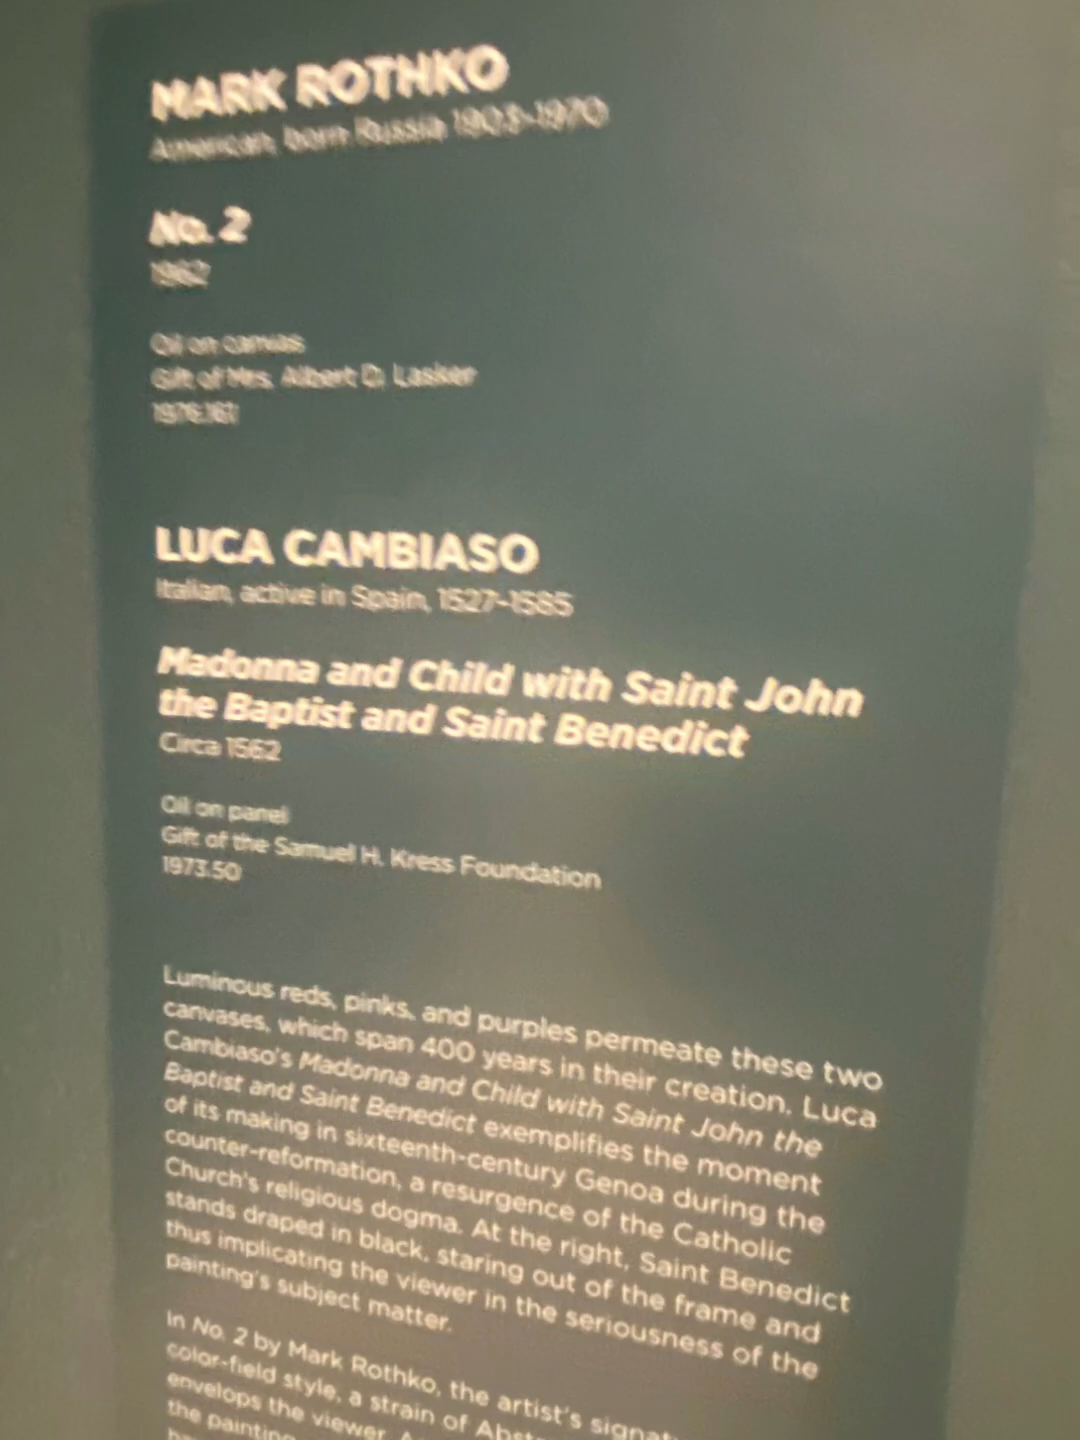 MARK ROTHKO
American, born Russia 1903-1970
No. 2
1962
Oil on canvas
Gift of Mrs. Albert D. Lasker
1976.161
LUCA CAMBIASO
Italian, active in Spain, 1527-1585
Madonna and Child with Saint John
the Baptist and Saint Benedict
Circa 1562
Oil on panel
Gift of the Samuel H. Kress Foundation
1973.50
Luminous reds, pinks, and purples permeate these two
canvases, which span 400 years in their creation. Luca
Cambiaso's Madonna and Child with Saint John the
Baptist and Saint Benedict exemplifies the moment
of its making in sixteenth-century Genoa during the
counter-reformation, a resurgence of the Catholic
Church's religious dogma. At the right, Saint Benedict
stands draped in black, staring out of the frame and
thus implicating the viewer in the seriousness of the
painting's subject matter.
In No. 2 by Mark Rothko, the artist's
color-field style, a strain of
envelops the viewer.
the painting